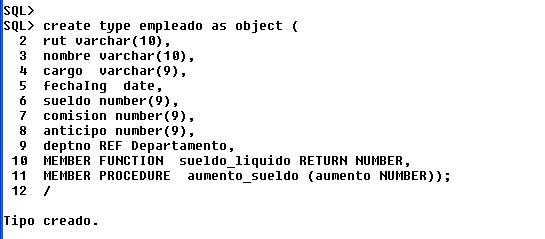 SQL>
SQL> create type empleado as object (
2 rut varchar(10),
3 nombre varchar(10),
4 cargo  varchar(9),
5 fechaIng  date,
6 sueldo number(9),
7 comision number(9),
8 anticipo number(9),
9 deptno REF Departamento,
10 MEMBER FUNCTION  sueldo_liquido RETURN NUMBER,
11 MEMBER PROCEDURE  aumento_sueldo (aumento NUMBER));
12 /
Tipo creado.